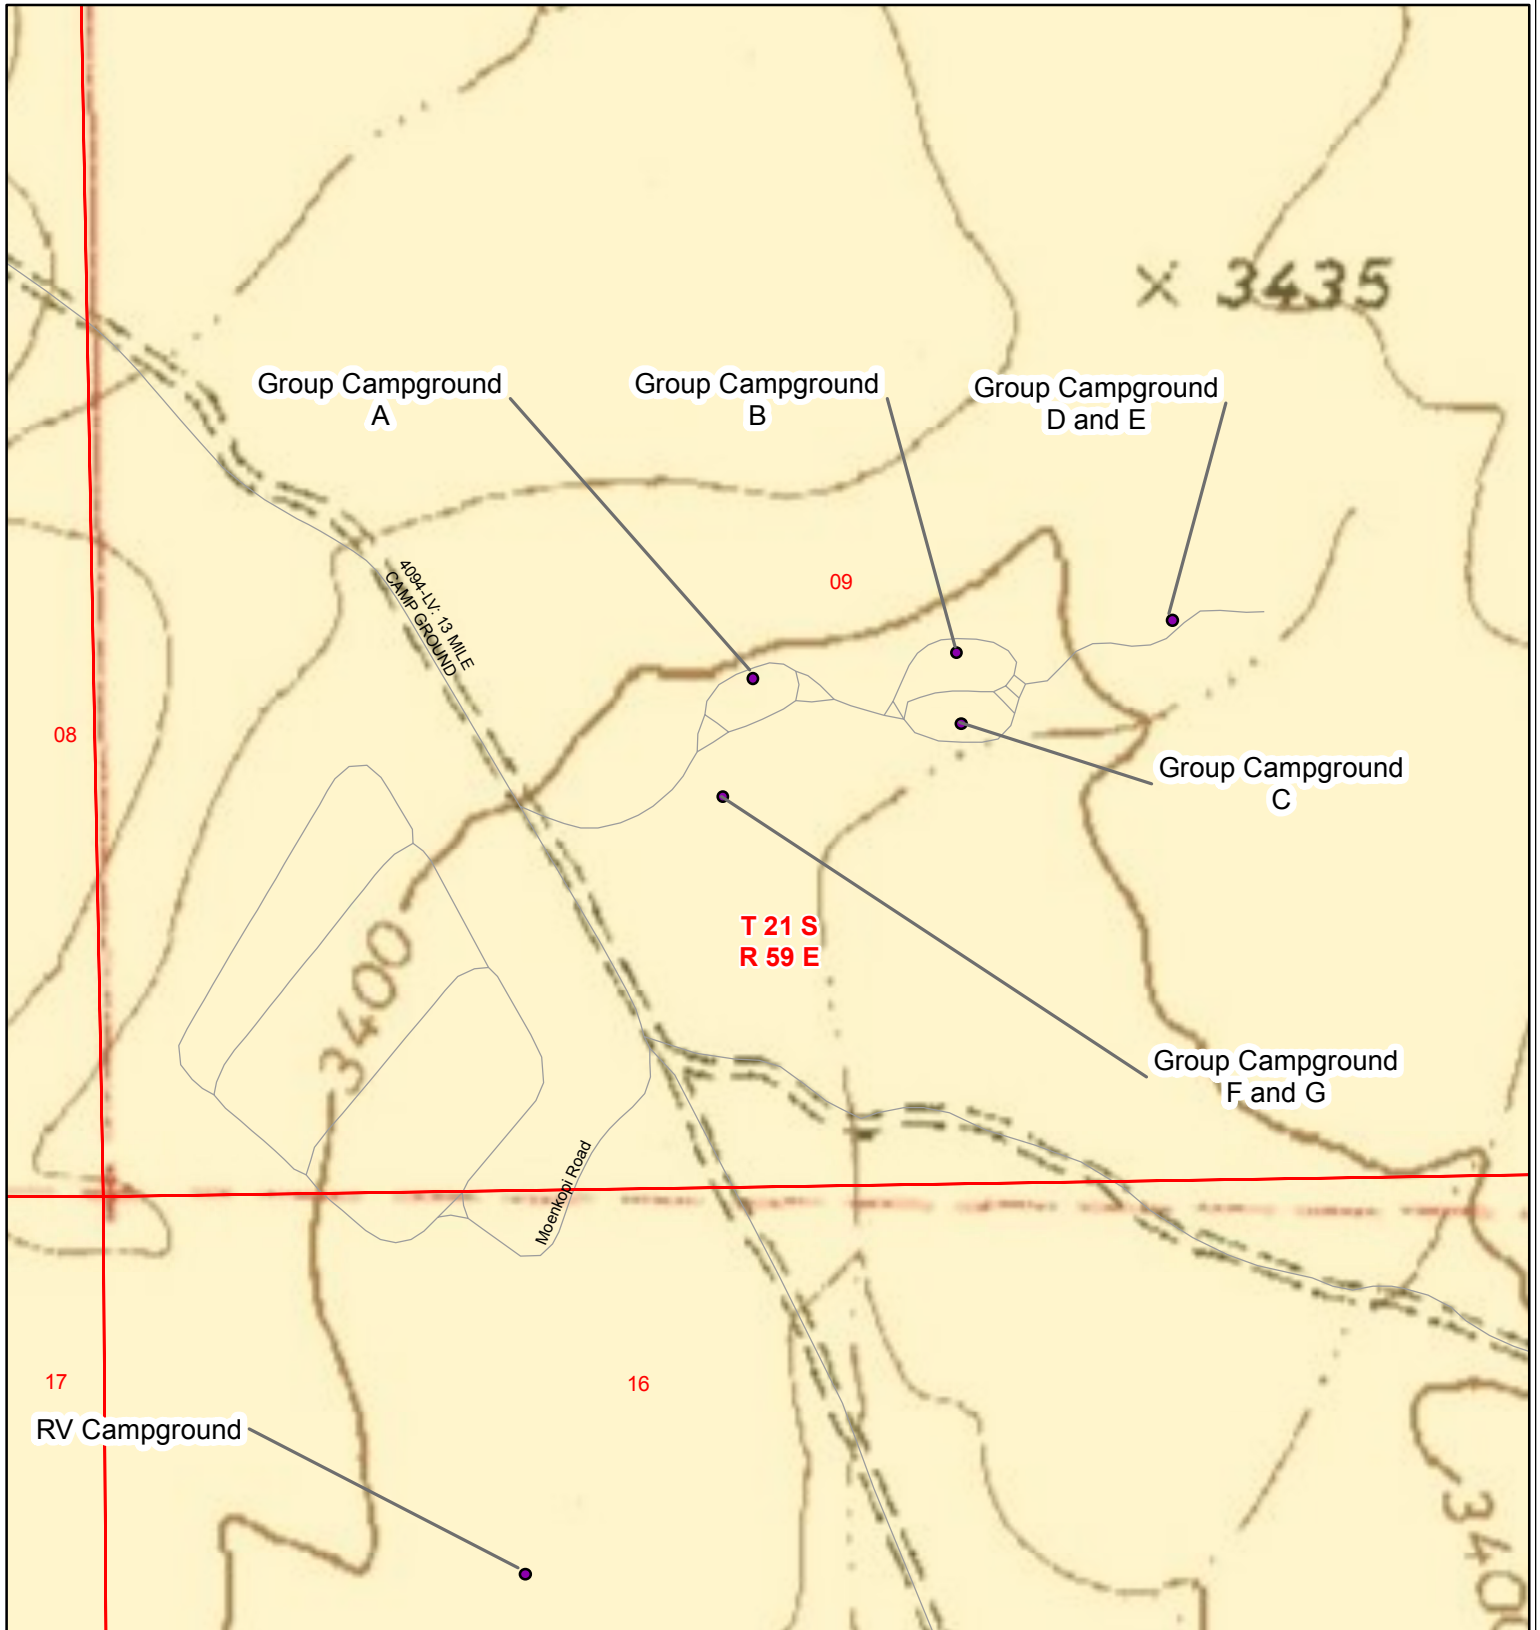 X 3435
Group Campground
A
Group Campground
B
Group Campground
D and E
4094-LV: 13 MILE
CAMP GROUND
09
08
Group Campground
C
T 21 S
R 59 E
3400
Group Campground
F and G
Moenkopi Road
17
16
RV Campground
3400